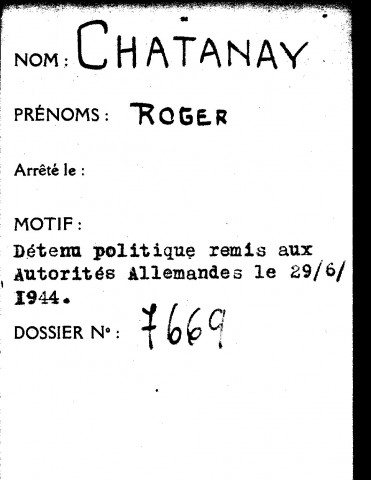 NOM : CHATANAY
PRÉNOMS : ROGER
Arrêté le :
MOTIF :
Détenu politique remis aux
Autorités Allemandes le 29/6/
1944.
DOSSIER N° : 7669